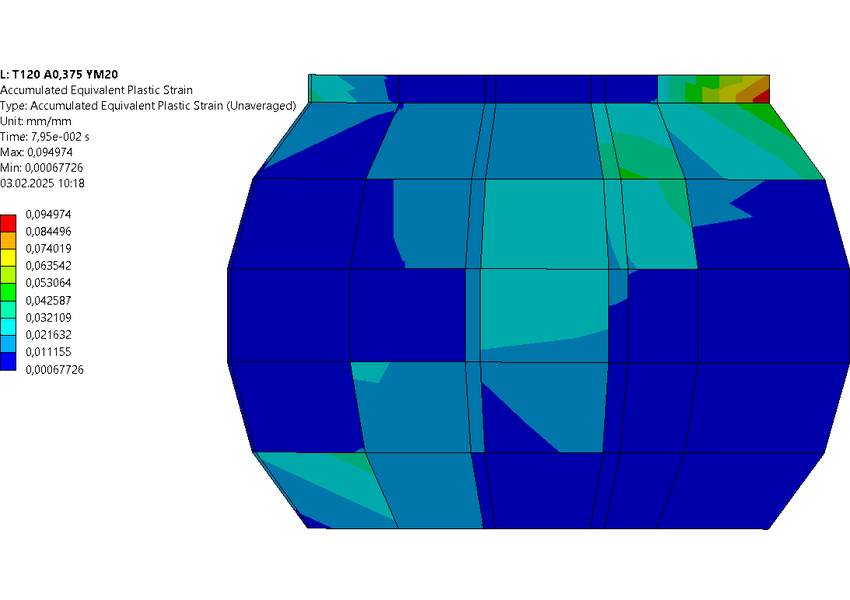 L: T120 A0,375 YM20
Accumulated Equivalent Plastic Strain
Type: Accumulated Equivalent Plastic Strain (Unaveraged)
Unit: mm/mm
Time: 7,95e-002 s
Max: 0,094974
Min: 0,00067726
03.02.2025 10:18
0,094974
0,084496
0,074019
0,063542
0,053064
0,042587
0,032109
0,021632
0,011155
0,00067726